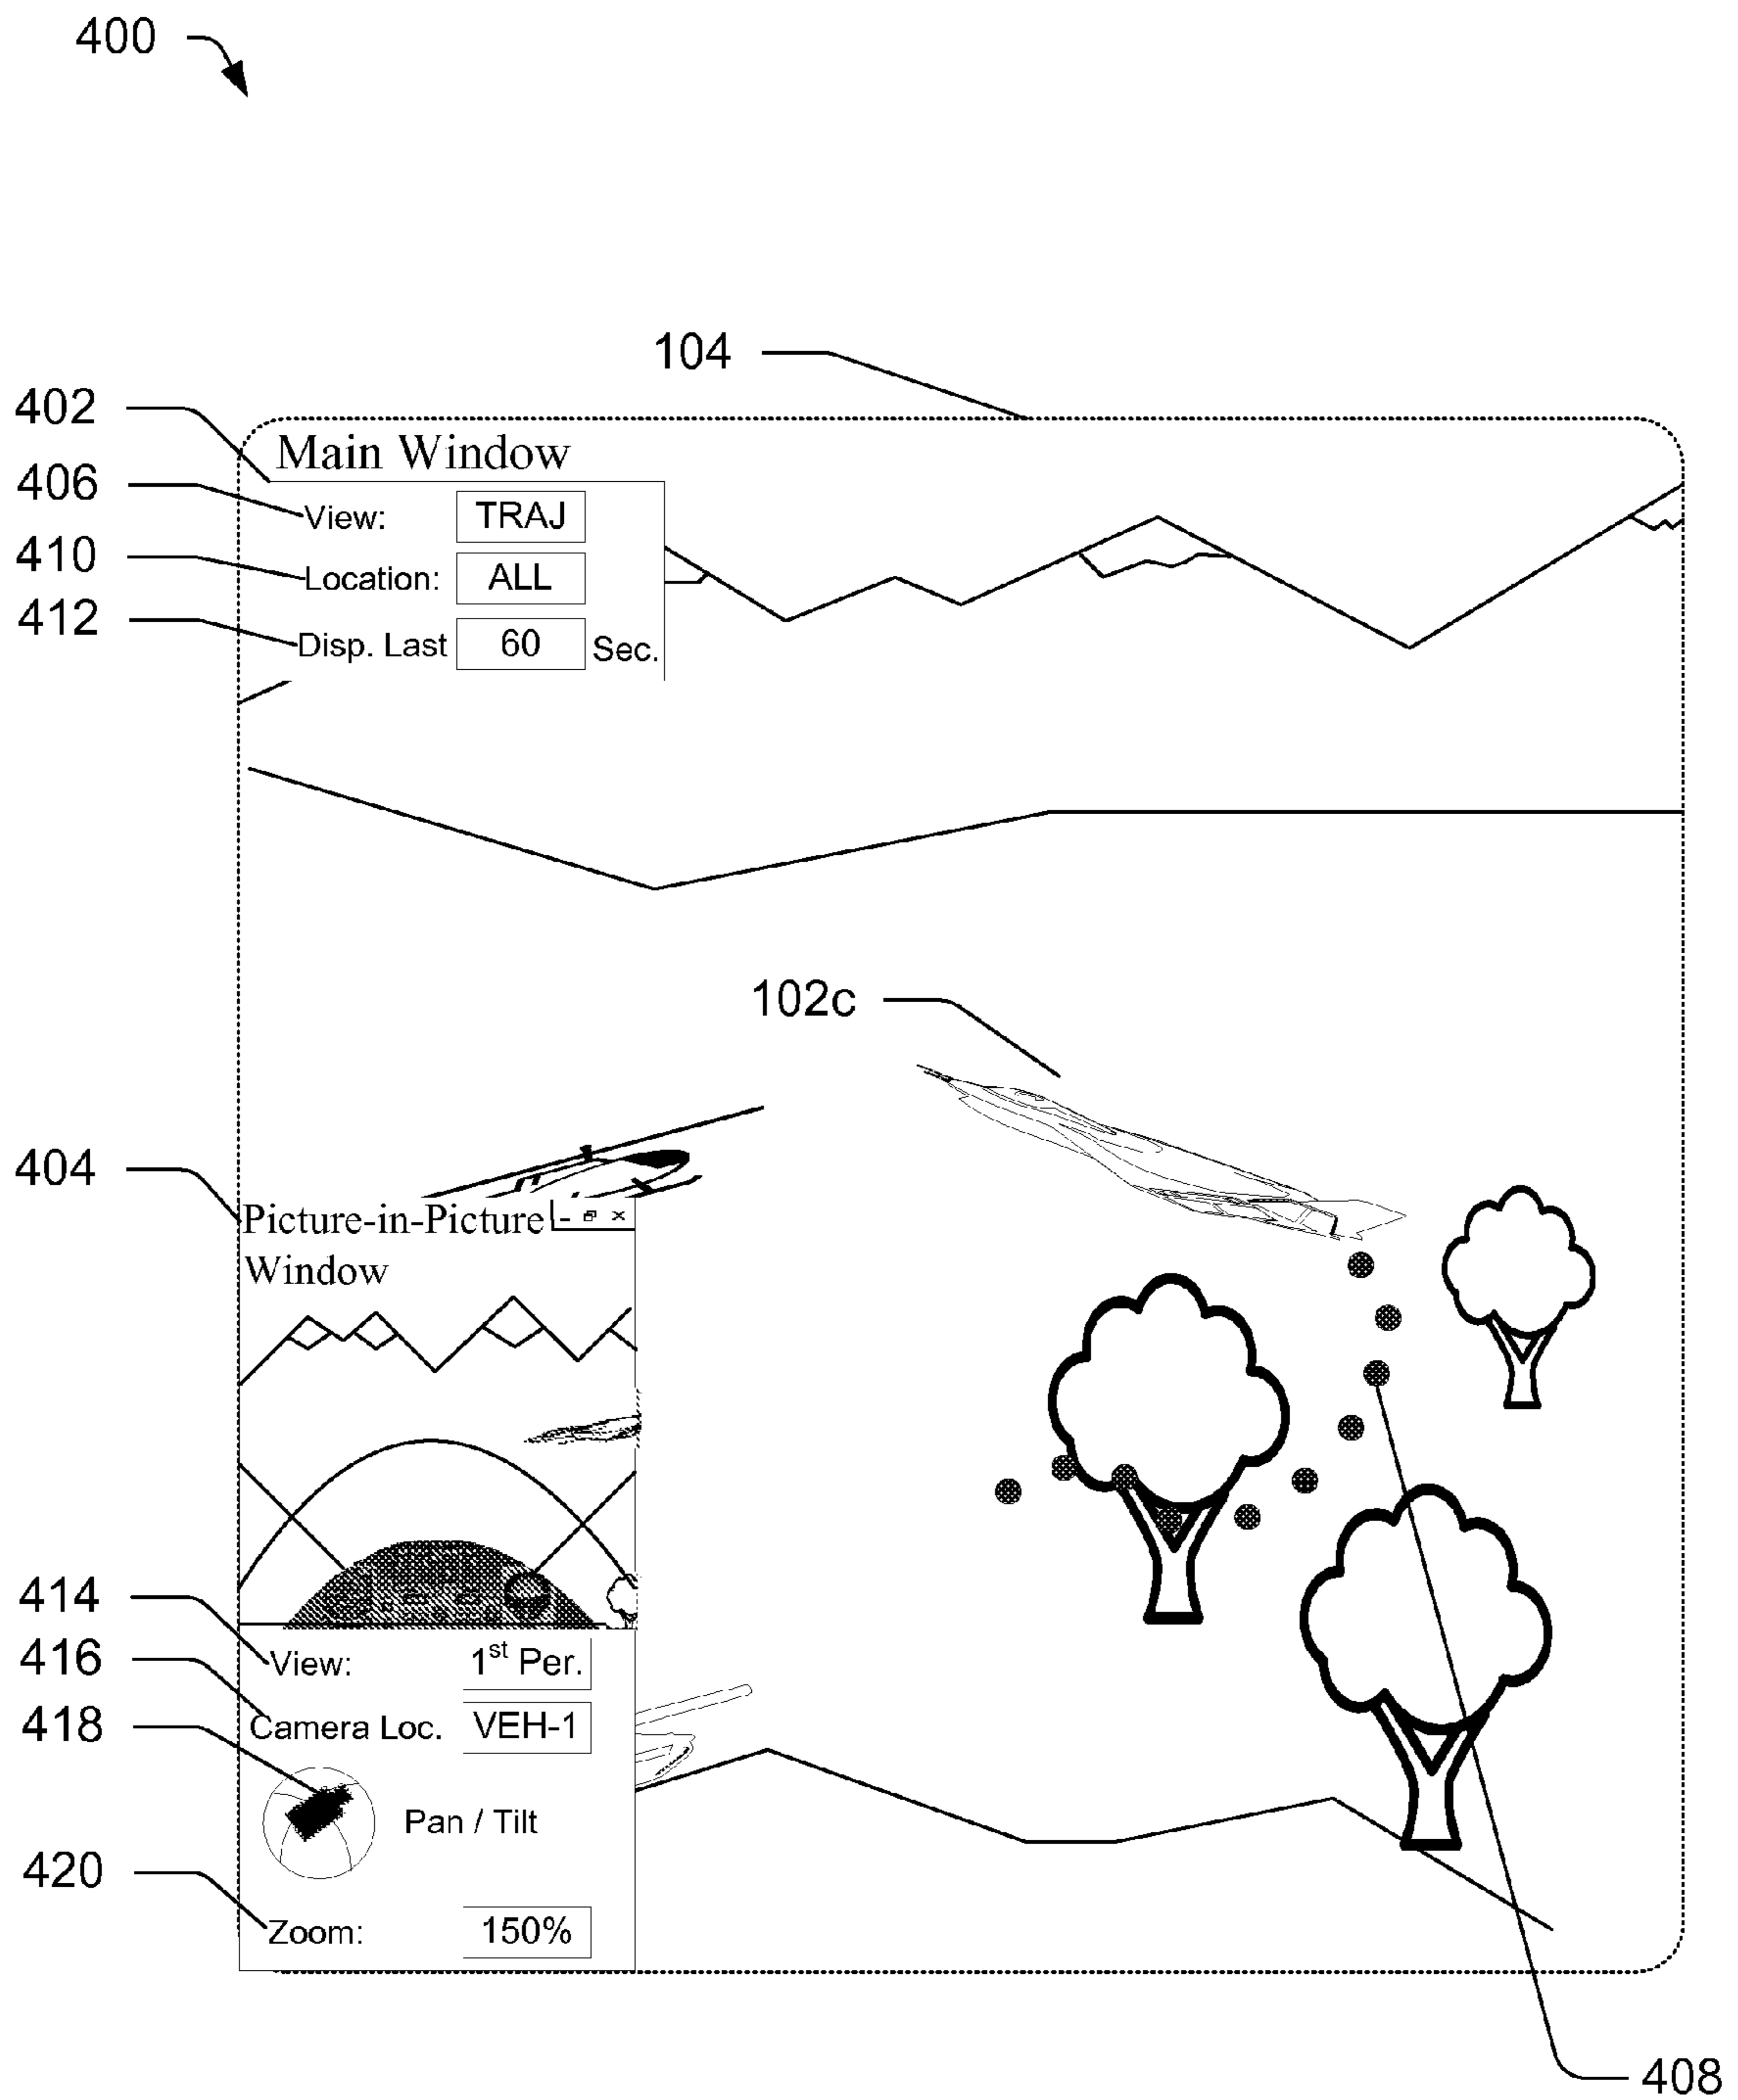 400
104
402
Main Window
406
View: TRAJ
410
Location: ALL
412
Disp. Last 60 Sec.
102c
404
Picture-in-Picture
Window
414
View: 1st Per.
416
Camera Loc. VEH-1
418
Pan / Tilt
420
Zoom: 150%
408